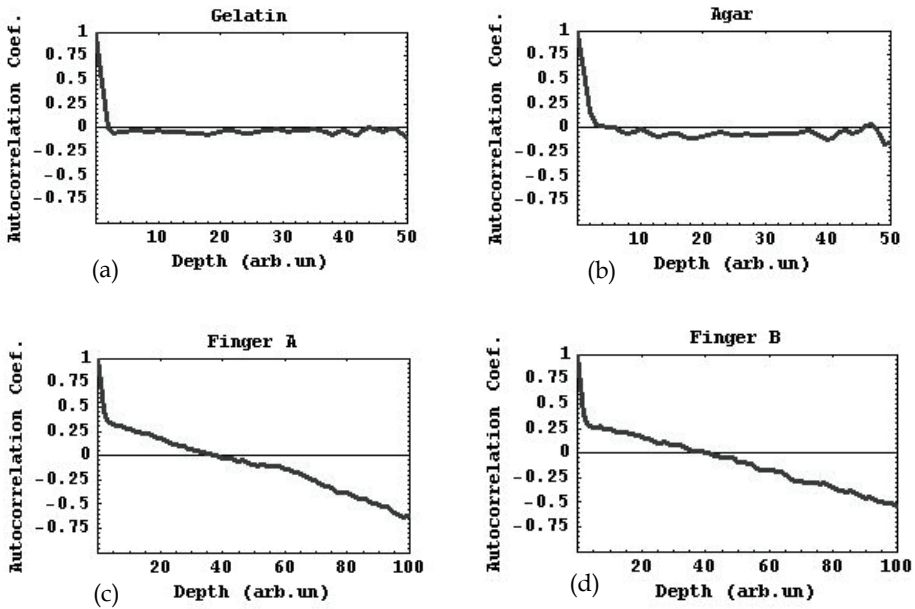 Gelatin
Autocorrelation Coef.
1
0.75
0.5
0.25
0
-0.25
-0.5
-0.75
10 20 30 40 50
Depth (arb.un)
(a)
Agar
Autocorrelation Coef.
1
0.75
0.5
0.25
0
-0.25
-0.5
-0.75
10 20 30 40 50
Depth (arb.un)
(b)
Finger A
Autocorrelation Coef.
1
0.75
0.5
0.25
0
-0.25
-0.5
-0.75
20 40 60 80 100
Depth (arb.un)
(c)
Finger B
Autocorrelation Coef.
1
0.75
0.5
0.25
0
-0.25
-0.5
-0.75
20 40 60 80 100
Depth (arb.un)
(d)